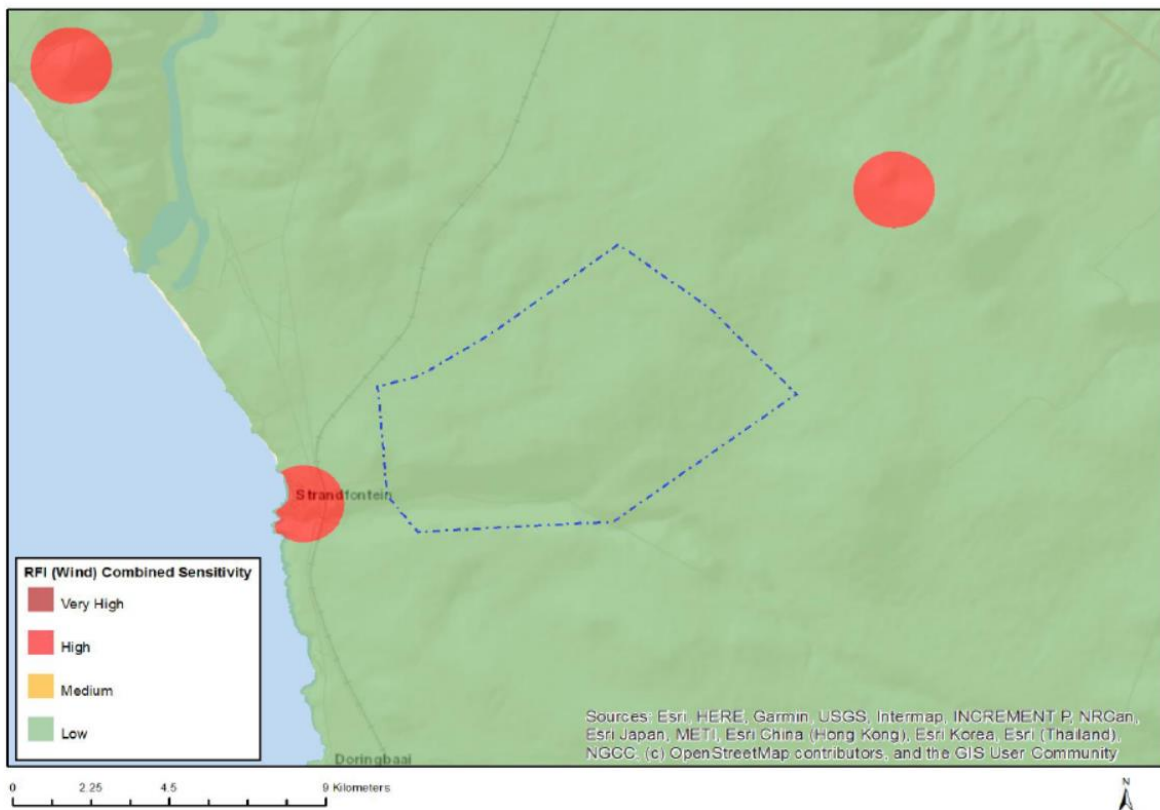 Strandfontein
RFI (Wind) Combined Sensitivity
Very High
High
Medium
Low
Sources: Esri, HERE, Garmin, USGS, Intermap, INCREMENT P, NRCan,
Esri Japan, METI, Esri China (Hong Kong), Esri Korea, Esri (Thailand),
NGCC, (c) OpenStreetMap contributors, and the GIS User Community
Doringbaai
0 2.25 4.5 9 Kilometers
N